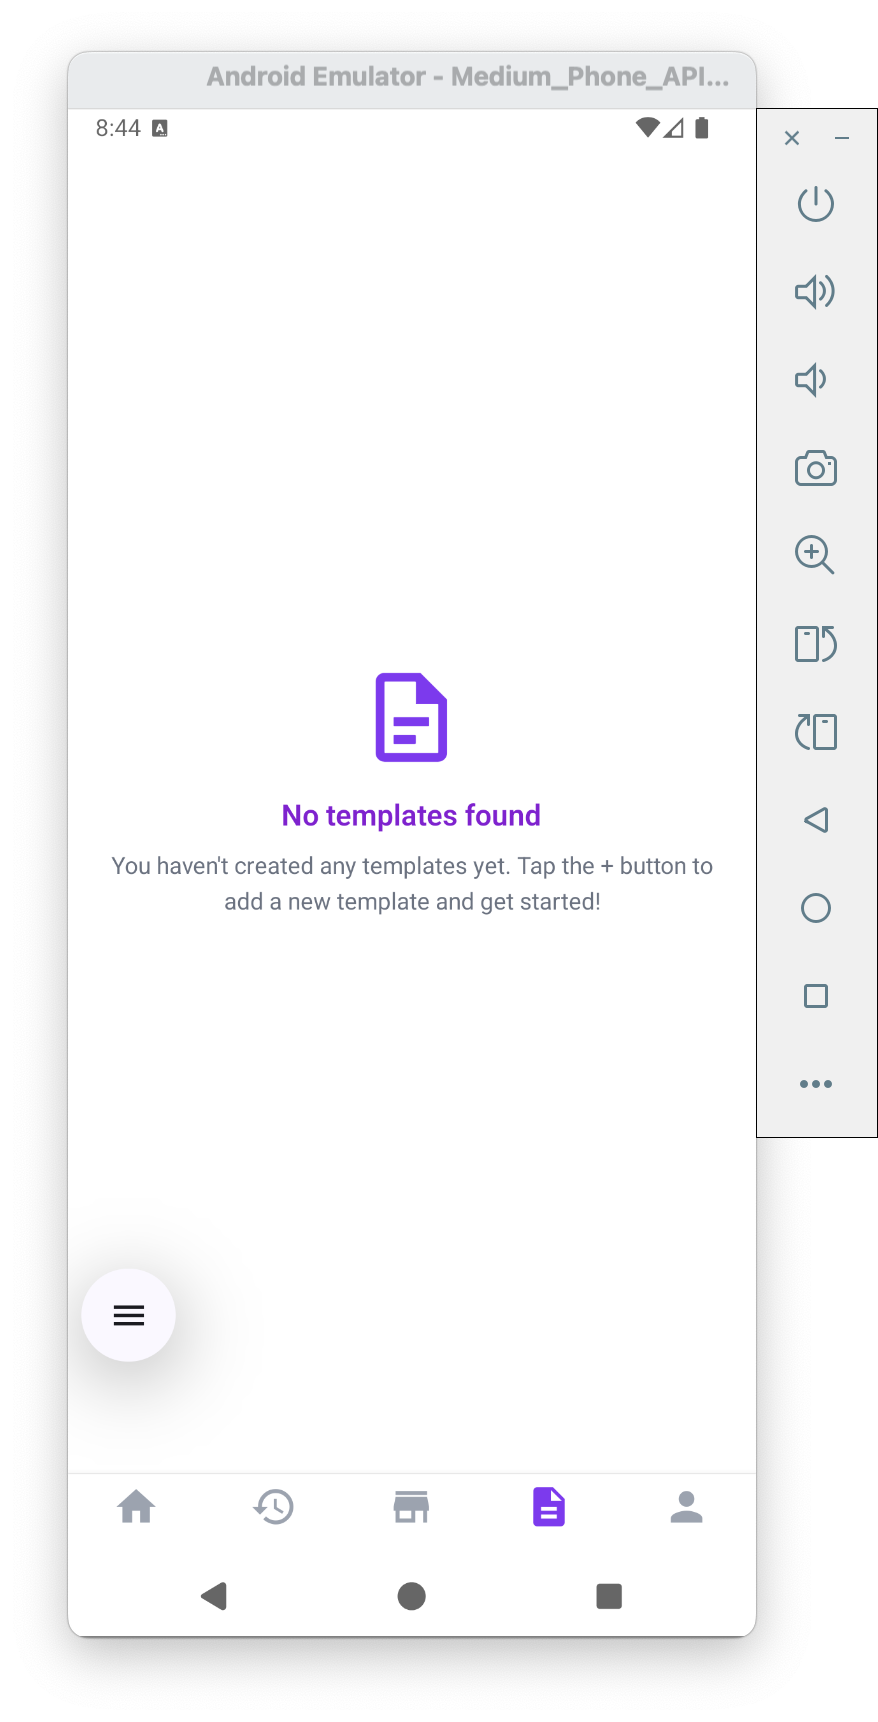 Android Emulator - Medium_Phone_API...
8:44 A
No templates found
You haven't created any templates yet. Tap the + button to
add a new template and get started!